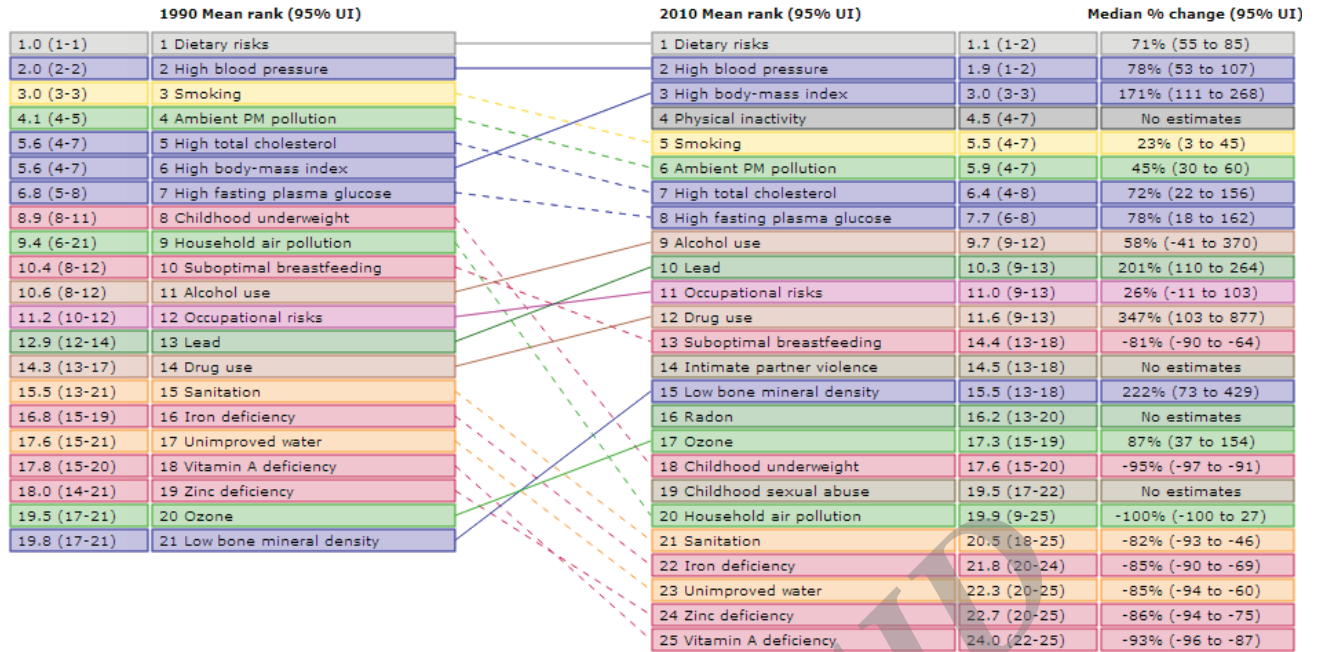 1990 Mean rank (95% UI) 2010 Mean rank (95% UI) Median % change (95% UI)
1.0 (1-1) 1 Dietary risks 1 Dietary risks 1.1 (1-2) 71% (55 to 85)
2.0 (2-2) 2 High blood pressure 2 High blood pressure 1.9 (1-2) 78% (53 to 107)
3.0 (3-3) 3 Smoking 3 High body-mass index 3.0 (3-3) 171% (111 to 268)
4.1 (4-5) 4 Ambient PM pollution 4 Physical inactivity 4.5 (4-7) No estimates
5.6 (4-7) 5 High total cholesterol 5 Smoking 5.5 (4-7) 23% (3 to 45)
5.6 (4-7) 6 High body-mass index 6 Ambient PM pollution 5.9 (4-7) 45% (30 to 60)
6.8 (5-8) 7 High fasting plasma glucose 7 High total cholesterol 6.4 (4-8) 72% (22 to 156)
8.9 (8-11) 8 Childhood underweight 8 High fasting plasma glucose 7.7 (6-8) 78% (18 to 162)
9.4 (6-21) 9 Household air pollution 9 Alcohol use 9.7 (9-12) 58% (-41 to 370)
10.4 (8-12) 10 Suboptimal breastfeeding 10 Lead 10.3 (9-13) 201% (110 to 264)
10.6 (8-12) 11 Alcohol use 11 Occupational risks 11.0 (9-13) 26% (-11 to 103)
11.2 (10-12) 12 Occupational risks 12 Drug use 11.6 (9-13) 347% (103 to 877)
12.9 (12-14) 13 Lead 13 Suboptimal breastfeeding 14.4 (13-18) -81% (-90 to -64)
14.3 (13-17) 14 Drug use 14 Intimate partner violence 14.5 (13-18) No estimates
15.5 (13-21) 15 Sanitation 15 Low bone mineral density 15.5 (13-18) 222% (73 to 429)
16.8 (15-19) 16 Iron deficiency 16 Radon 16.2 (13-20) No estimates
17.6 (15-21) 17 Unimproved water 17 Ozone 17.3 (15-19) 87% (37 to 154)
17.8 (15-20) 18 Vitamin A deficiency 18 Childhood underweight 17.6 (15-20) -95% (-97 to -91)
18.0 (14-21) 19 Zinc deficiency 19 Childhood sexual abuse 19.5 (17-22) No estimates
19.5 (17-21) 20 Ozone 20 Household air pollution 19.9 (9-25) -100% (-100 to 27)
19.8 (17-21) 21 Low bone mineral density 21 Sanitation 20.5 (18-25) -82% (-93 to -46)
22 Iron deficiency 21.8 (20-24) -85% (-90 to -69)
23 Unimproved water 22.3 (20-25) -85% (-94 to -60)
24 Zinc deficiency 22.7 (20-25) -86% (-94 to -75)
25 Vitamin A deficiency 24.0 (22-25) -93% (-96 to -87)